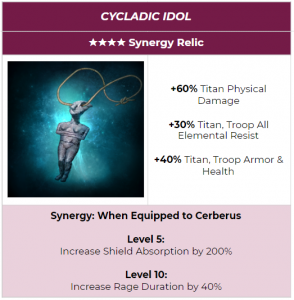 CYCLADIC IDOL
★★★★ Synergy Relic
+60% Titan Physical
Damage
+30% Titan, Troop All
Elemental Resist
+40% Titan, Troop Armor &
Health
Synergy: When Equipped to Cerberus
Level 5:
Increase Shield Absorption by 200%
Level 10:
Increase Rage Duration by 40%